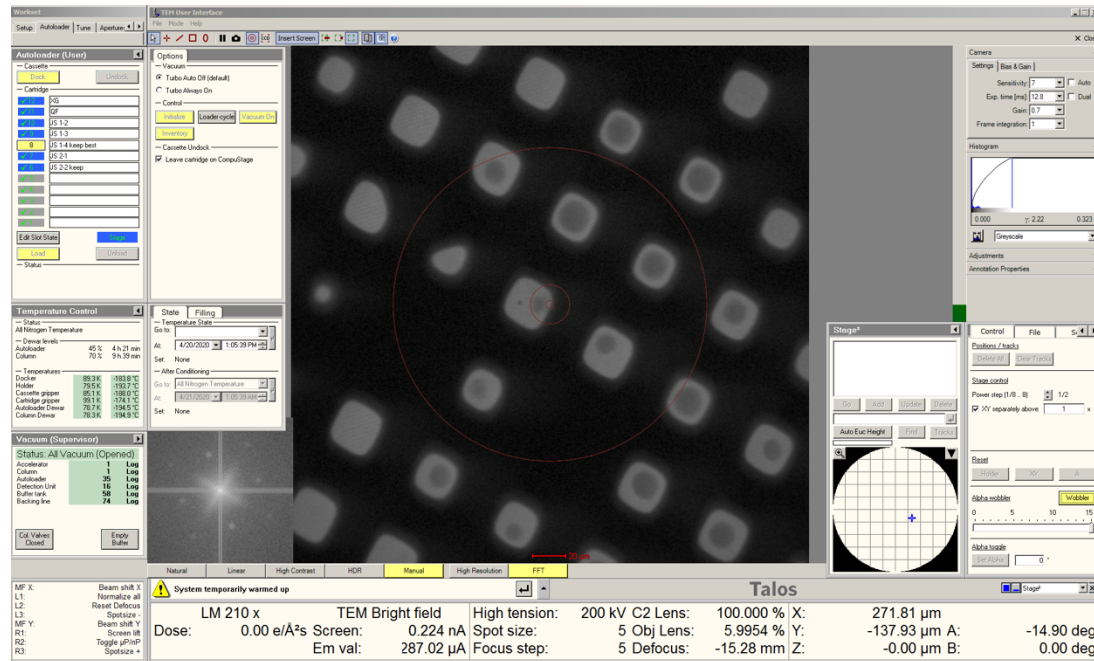 Workset
TEM User Interface
Setup Autoloader Tune Aperture
File Mode Help
Insert Screen
Close
Autoloader (User)
Cassette
Dock Undock
Cartridge
XG
QF
JS 1-2
JS 1-3
8 JS 1-4 keep best
JS 2-1
JS 2-2 keep
Edit Slot State Stage
Load Unload
Status
Options
Vacuum
Turbo Auto Off (default)
Turbo Always On
Control
Initialize Loader-cycle Vacuum On
Inventory
Cassette Undock
Leave cartridge on CompuStage
Camera
Settings Bias & Gain
Sensitivity: 7 Auto
Exp. time [ms]: 12.8 Dual
Gain: 0.7
Frame integration: 1
Histogram
0.000 γ: 2.22 0.323
Greyscale
Adjustments
Annotation Properties
Temperature Control
Status
All Nitrogen Temperature
Dewar levels
Autoloader 45 % 4 h 21 min
Column 70 % 9 h 39 min
Temperatures
Docker 89.3 K -183.8 °C
Holder 79.5 K -193.7 °C
Cassette gripper 85.1 K -188.0 °C
Cartridge gripper 99.1 K -174.1 °C
Autoloader Dewar 78.7 K -194.5 °C
Column Dewar 78.3 K -194.9 °C
State Filling
Temperature State
Go to:
At: 4/20/2020 1:05:39 PM
Set: None
After Conditioning
Go to: All Nitrogen Temperature
At: 4/21/2020 1:05:39 AM
Set: None
Vacuum (Supervisor)
Status: All Vacuum (Opened)
Accelerator 1 Log
Column 1 Log
Autoloader 35 Log
Detection Unit 16 Log
Buffer tank 58 Log
Backing line 74 Log
Col. Valves Closed
Empty Buffer
20 µm
Stage²
Go Add Update Delete
Auto Euc Height Find Tracks
Control File
Positions / tracks
Delete All Clear Tracks
Stage control
Power step (1/8 .. 8) 1/2
XY separately above 1 x
Reset
Holder XY A
Alpha wobbler Wobbler
0 5 10 15
Alpha toggle
Set Alpha 0 °
Natural Linear High Contrast HDR Manual High Resolution FFT
MF X: Beam shift X
L1: Normalize all
L2: Reset Defocus
L3: Spotsize -
MF Y: Beam shift Y
R1: Screen lift
R2: Toggle µP/nP
R3: Spotsize +
System temporarily warmed up
Talos
Stage²
LM 210 x TEM Bright field High tension: 200 kV C2 Lens: 100.000 % X: 271.81 µm
Dose: 0.00 e/Å²s Screen: 0.224 nA Spot size: 5 Obj Lens: 5.9954 % Y: -137.93 µm A: -14.90 deg
Em val: 287.02 µA Focus step: 5 Defocus: -15.28 mm Z: -0.00 µm B: 0.00 deg